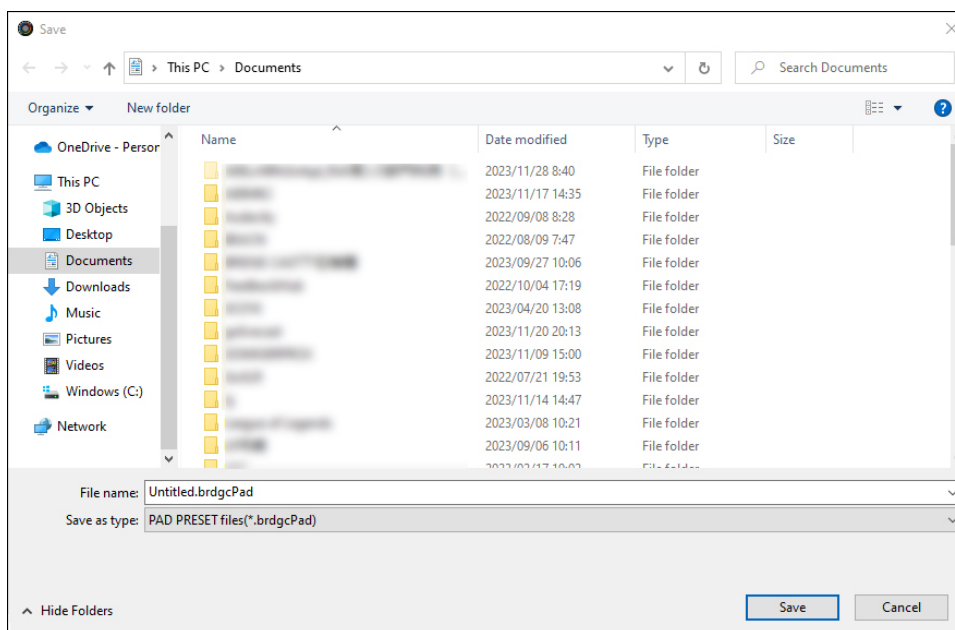 Save
This PC > Documents
Search Documents
Organize
New folder
Name
Date modified
Type
Size
OneDrive - Person
This PC
3D Objects
Desktop
Documents
Downloads
Music
Pictures
Videos
Windows (C:)
Network
2023/11/28 8:40 File folder
2023/11/17 14:35 File folder
2022/09/08 8:28 File folder
2022/08/09 7:47 File folder
2023/09/27 10:06 File folder
2022/10/04 17:19 File folder
2023/04/20 13:08 File folder
2023/11/20 20:13 File folder
2023/11/09 15:00 File folder
2022/07/21 19:53 File folder
2023/11/14 14:47 File folder
2023/03/08 10:21 File folder
2023/09/06 10:11 File folder
File folder
File name: Untitled.brdgcPad
Save as type: PAD PRESET files(*.brdgcPad)
Hide Folders
Save
Cancel